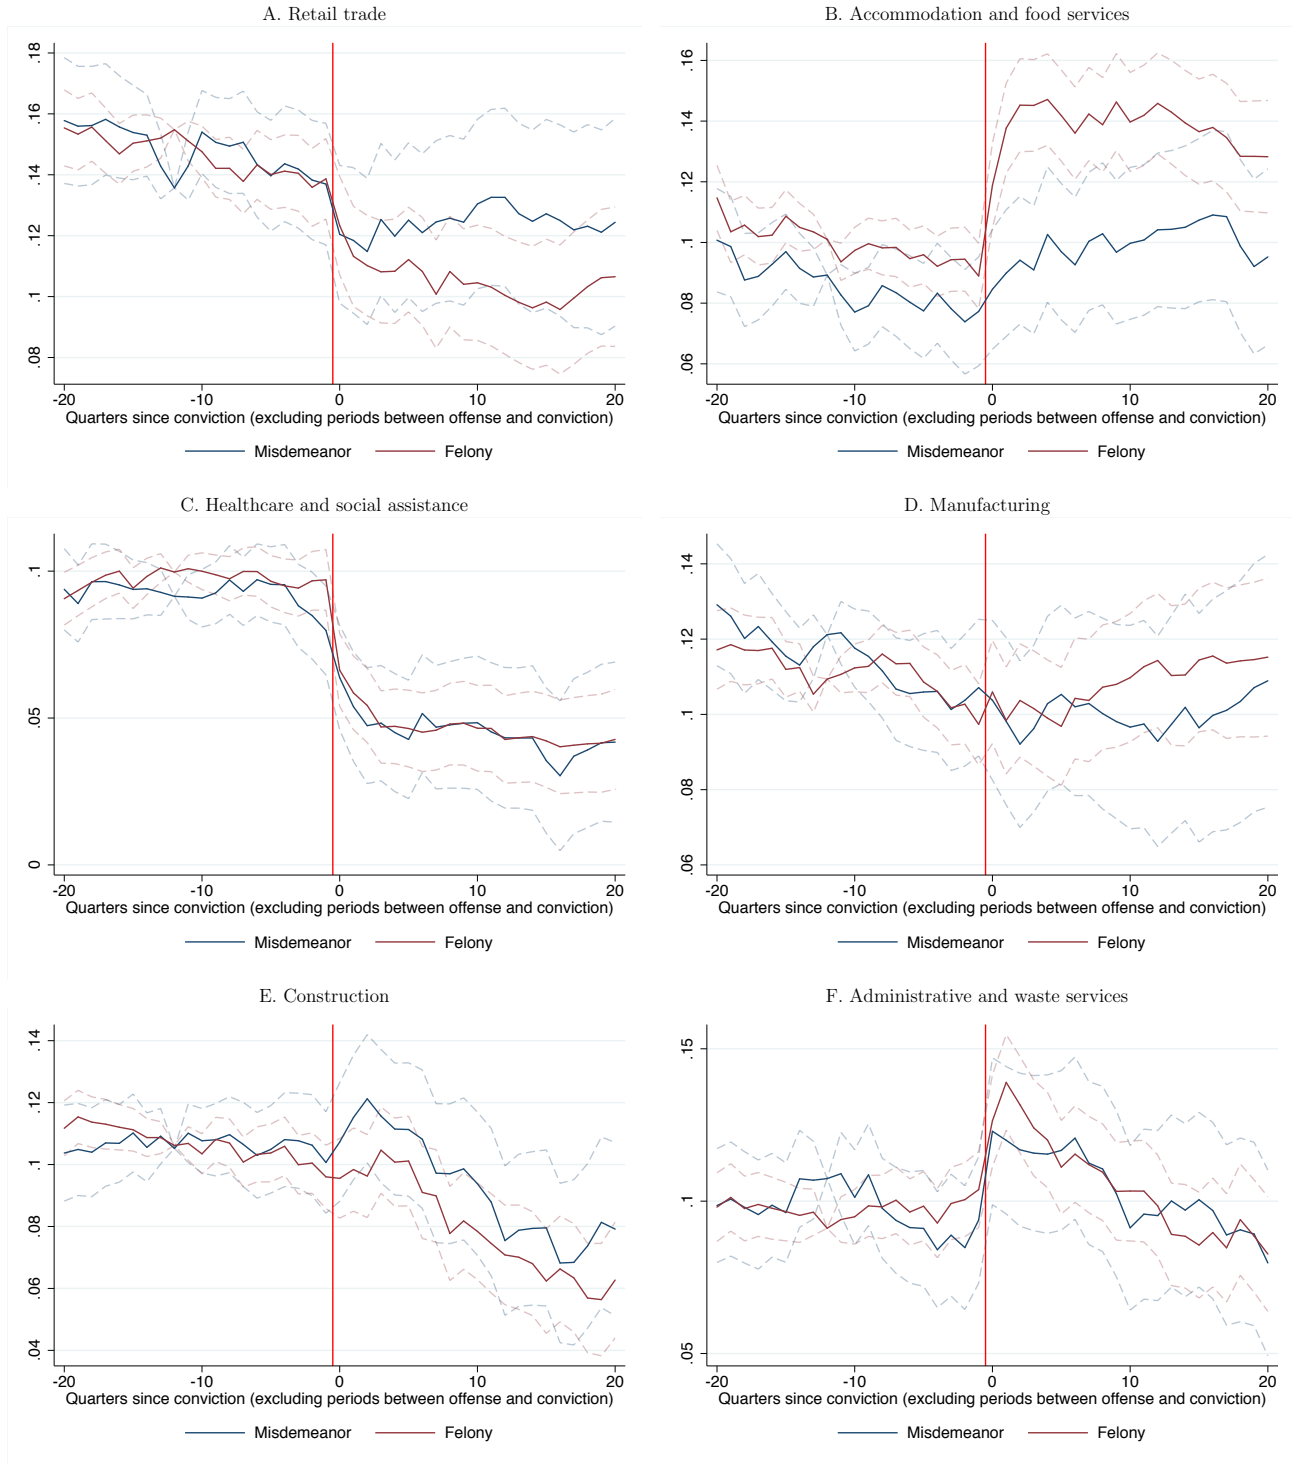 A. Retail trade
.18
.16
.14
.12
.1
.08
-20 -10 0 10 20
Quarters since conviction (excluding periods between offense and conviction)
Misdemeanor Felony
B. Accommodation and food services
.16
.14
.12
.1
.08
.06
-20 -10 0 10 20
Quarters since conviction (excluding periods between offense and conviction)
Misdemeanor Felony
C. Healthcare and social assistance
.1
.05
0
-20 -10 0 10 20
Quarters since conviction (excluding periods between offense and conviction)
Misdemeanor Felony
D. Manufacturing
.14
.12
.1
.08
.06
-20 -10 0 10 20
Quarters since conviction (excluding periods between offense and conviction)
Misdemeanor Felony
E. Construction
.14
.12
.1
.08
.06
.04
-20 -10 0 10 20
Quarters since conviction (excluding periods between offense and conviction)
Misdemeanor Felony
F. Administrative and waste services
.15
.1
.05
-20 -10 0 10 20
Quarters since conviction (excluding periods between offense and conviction)
Misdemeanor Felony